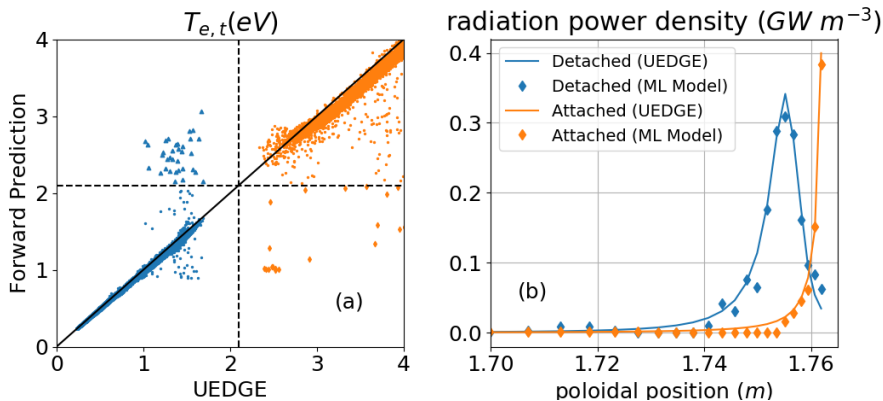 T_{e, t}(eV)
Forward Prediction
4
3
2
1
0
0 1 2 3 4
UEDGE
(a)
radiation power density (GW m^{-3})
Detached (UEDGE)
Detached (ML Model)
Attached (UEDGE)
Attached (ML Model)
0.4
0.3
0.2
0.1
0.0
(b)
1.70 1.72 1.74 1.76
poloidal position (m)